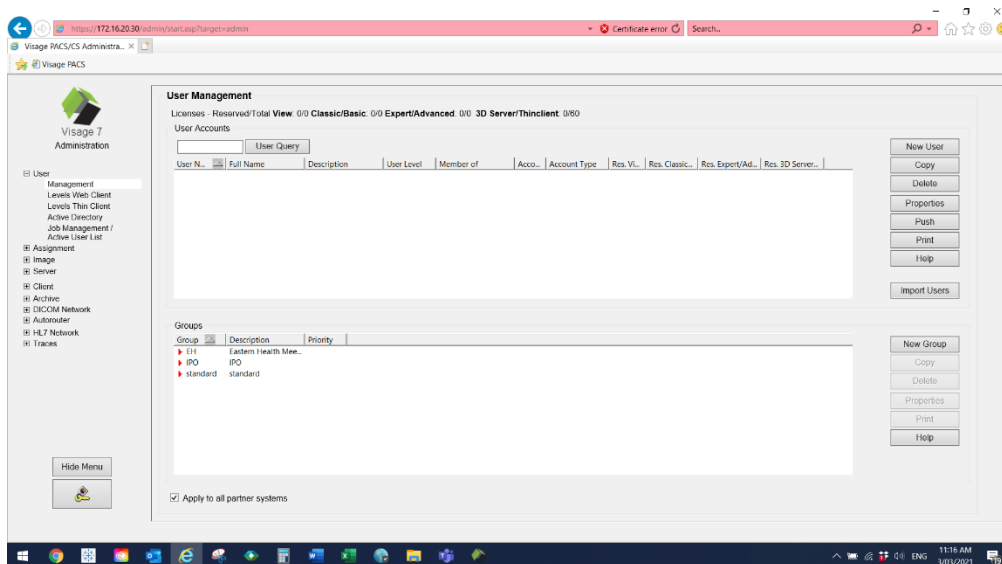 https://172.16.20.30/admin/start.asp?target=admin
Certificate error
Search...
Visage PACS/CS Administra...
Visage PACS
Visage 7
Administration
User
Management
Levels Web Client
Levels Thin Client
Active Directory
Job Management /
Active User List
Assignment
Image
Server
Client
Archive
DICOM Network
Autorouter
HL7 Network
Traces
Hide Menu
User Management
Licenses - Reserved/Total View: 0/0 Classic/Basic: 0/0 Expert/Advanced: 0/0 3D Server/Thinclient: 0/60
User Accounts
User Query
User N... Full Name Description User Level Member of Acco... Account Type Res. Vi... Res. Classic... Res. Expert/Ad... Res. 3D Server...
New User
Copy
Delete
Properties
Push
Print
Help
Import Users
Groups
Group Description Priority
EH Eastern Health Mee...
IPO IPO
standard standard
New Group
Copy
Delete
Properties
Print
Help
Apply to all partner systems
ENG
11:16 AM
3/03/2021